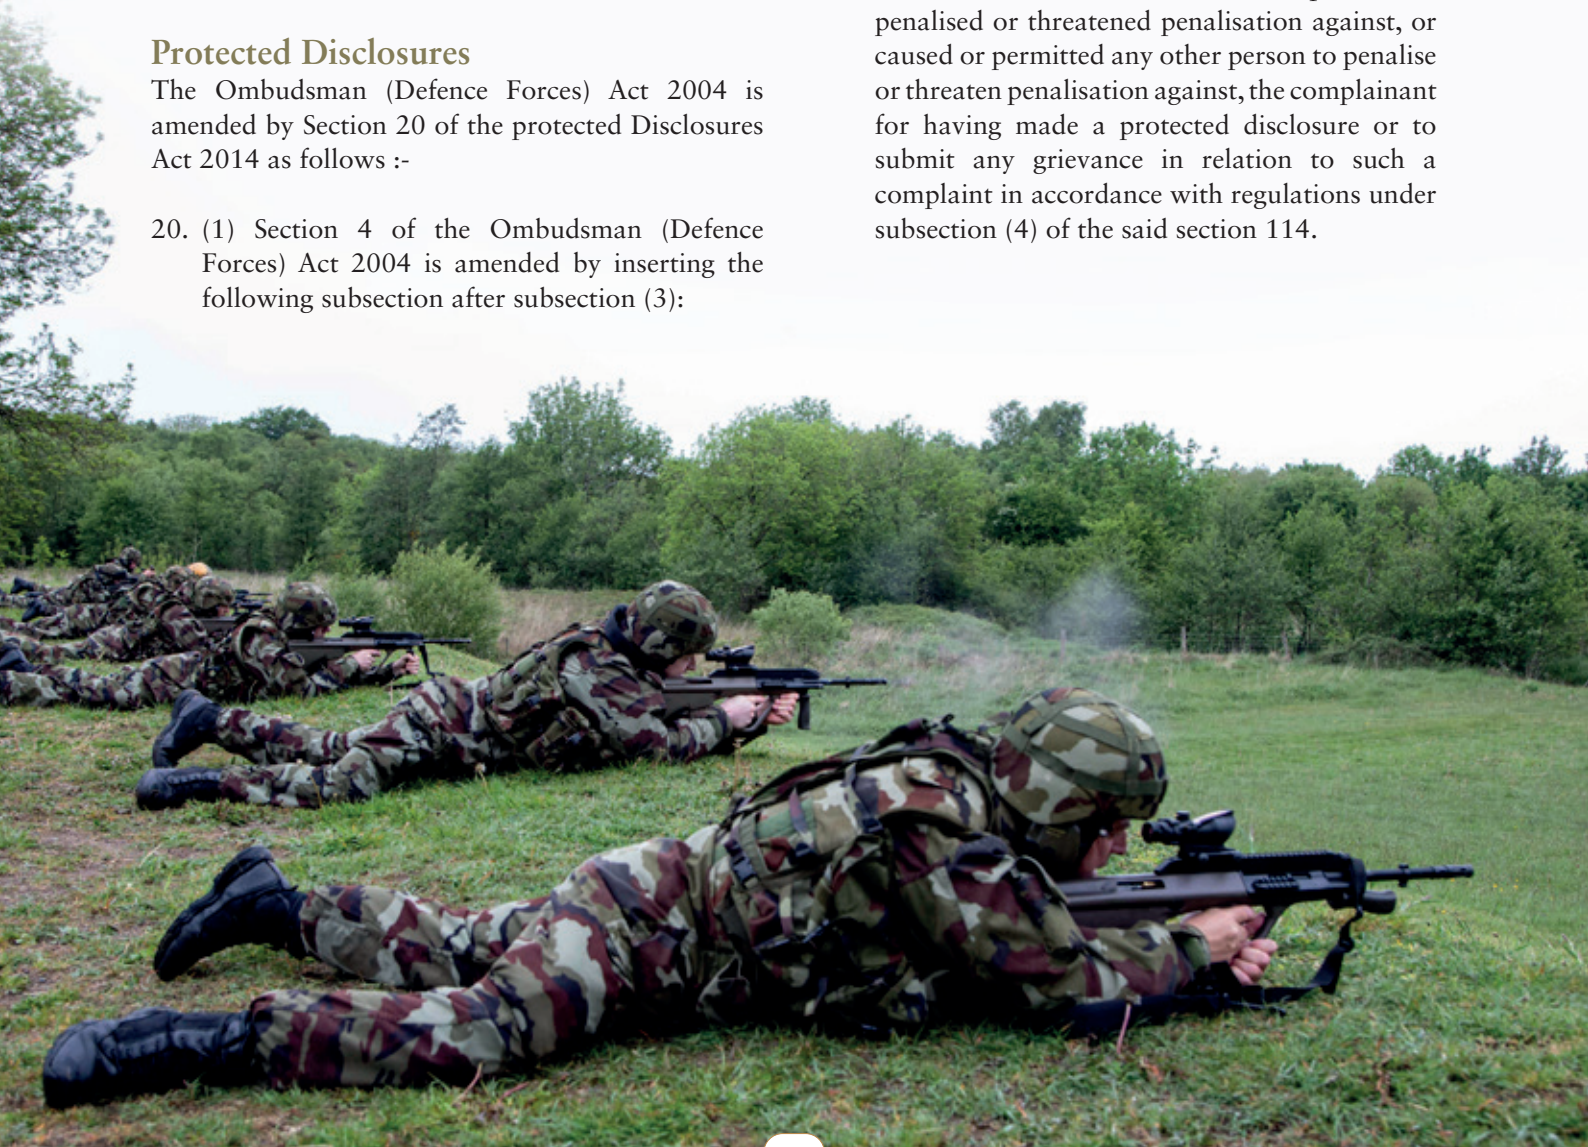 Protected Disclosures
The Ombudsman (Defence Forces) Act 2004 is
amended by Section 20 of the protected Disclosures
Act 2014 as follows :-
20. (1) Section 4 of the Ombudsman (Defence
Forces) Act 2004 is amended by inserting the
following subsection after subsection (3):
penalised or threatened penalisation against, or
caused or permitted any other person to penalise
or threaten penalisation against, the complainant
for having made a protected disclosure or to
submit any grievance in relation to such a
complaint in accordance with regulations under
subsection (4) of the said section 114.